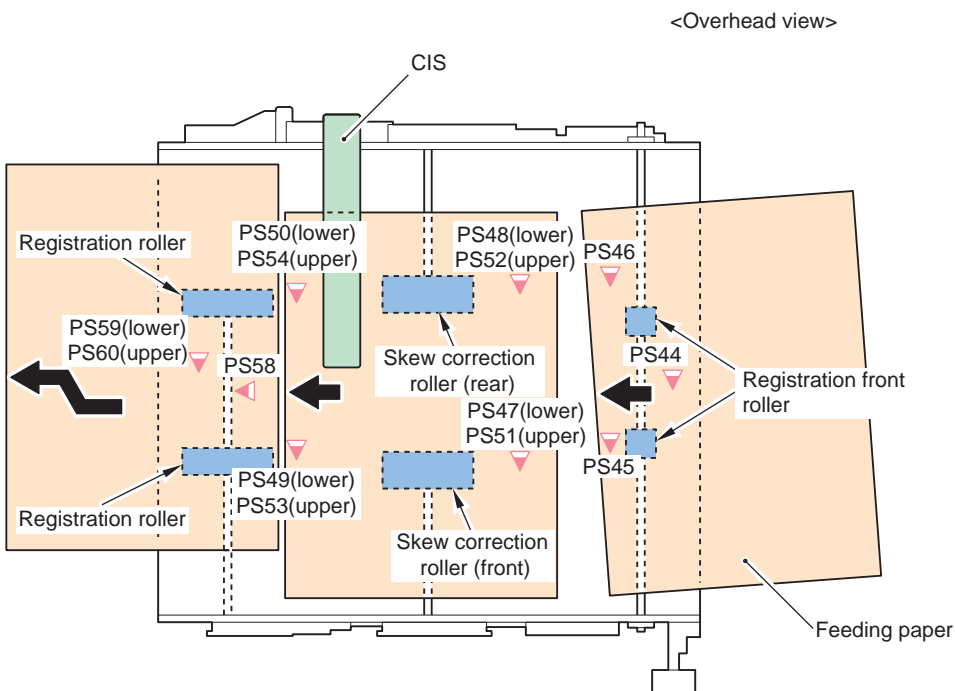 <Overhead view>
CIS
Registration roller
PS50(lower)
PS54(upper)
PS48(lower)
PS52(upper)
PS46
PS59(lower)
PS60(upper)
PS58
Skew correction
roller (rear)
PS44
Registration front
roller
PS47(lower)
PS51(upper)
PS45
PS49(lower)
PS53(upper)
Registration roller
Skew correction
roller (front)
Feeding paper